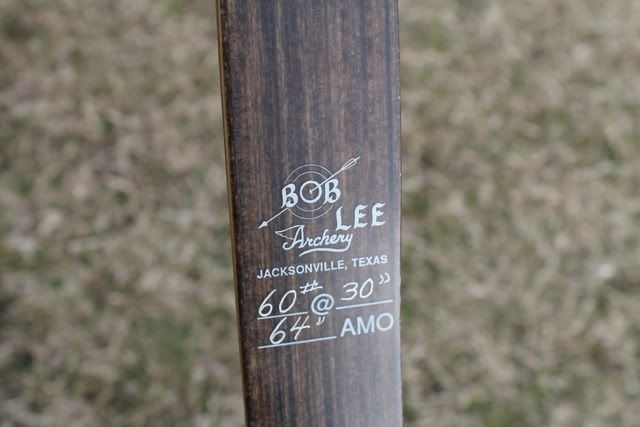 BOB
LEE
Archery
JACKSONVILLE, TEXAS
60# @ 30"
64" AMO